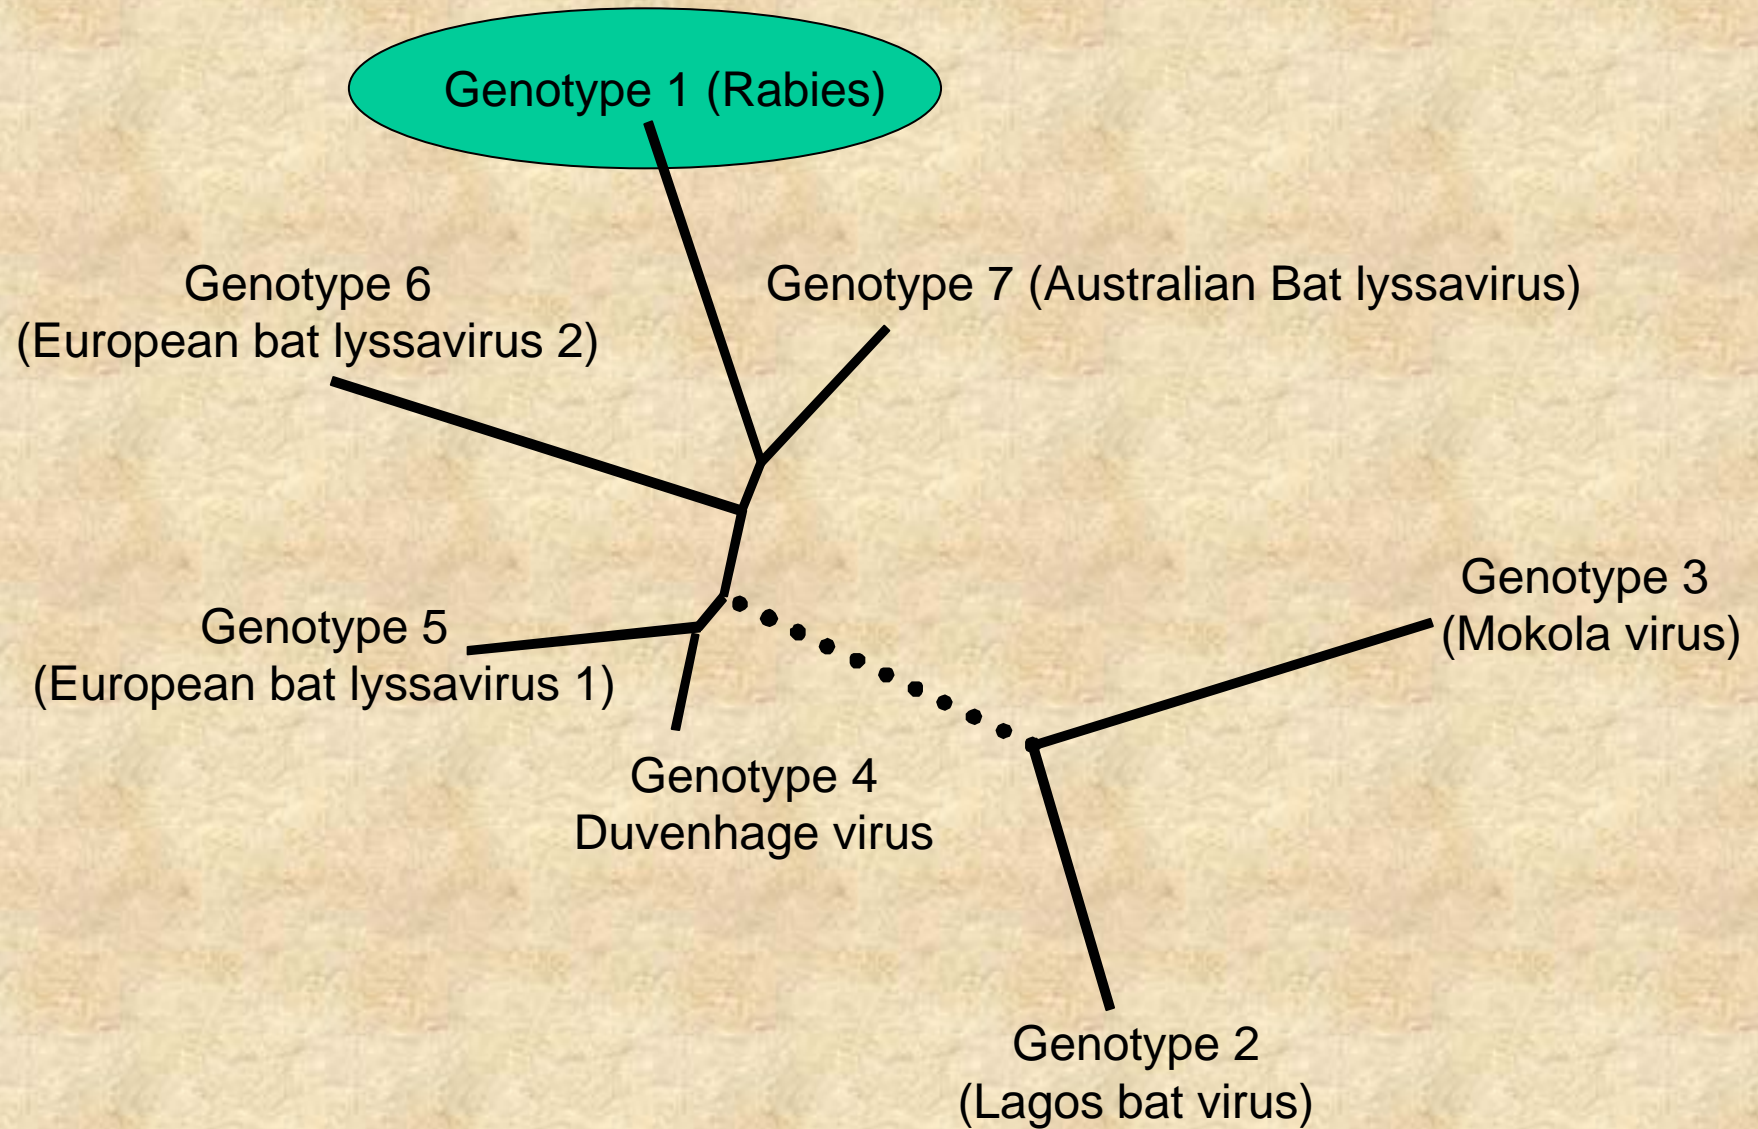 Genotype 1 (Rabies)
Genotype 6
(European bat lyssavirus 2)
Genotype 7 (Australian Bat lyssavirus)
Genotype 3
(Mokola virus)
Genotype 5
(European bat lyssavirus 1)
Genotype 4
Duvenhage virus
Genotype 2
(Lagos bat virus)